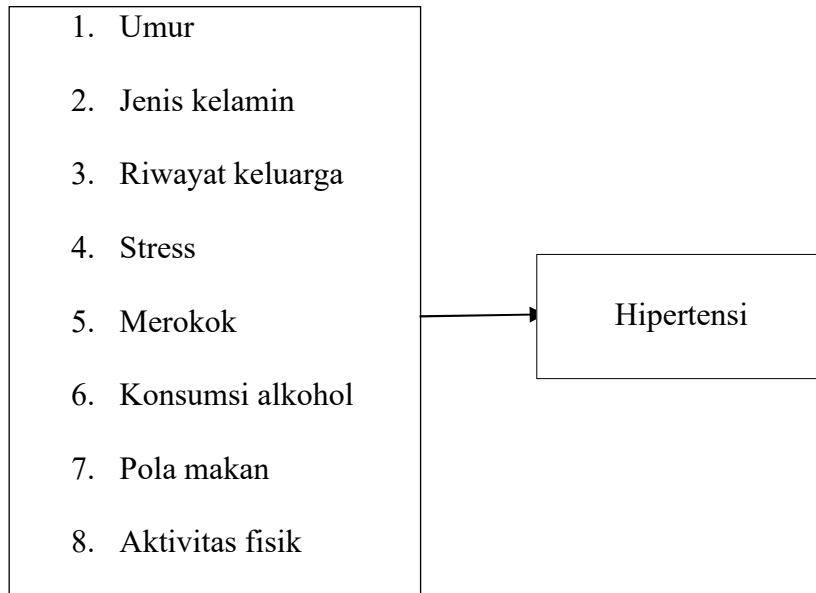 1. Umur
2. Jenis kelamin
3. Riwayat keluarga
4. Stress
5. Merokok
6. Konsumsi alkohol
7. Pola makan
8. Aktivitas fisik
Hipertensi